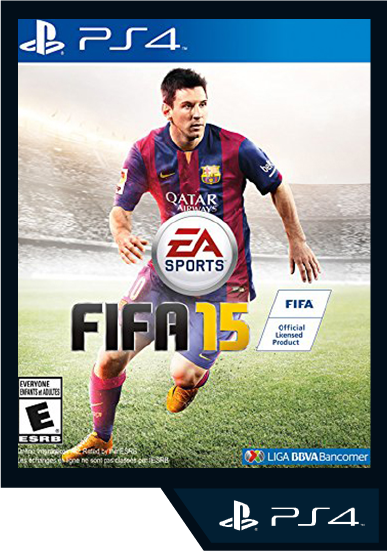 PS4
QATAR
AIRWAYS
EA
SPORTS
FIFA 15
FIFA
Official
Licensed
Product
EVERYONE
ENFANTS et ADULTES
E
ESRB
LIGA BBVA Bancomer
PS4